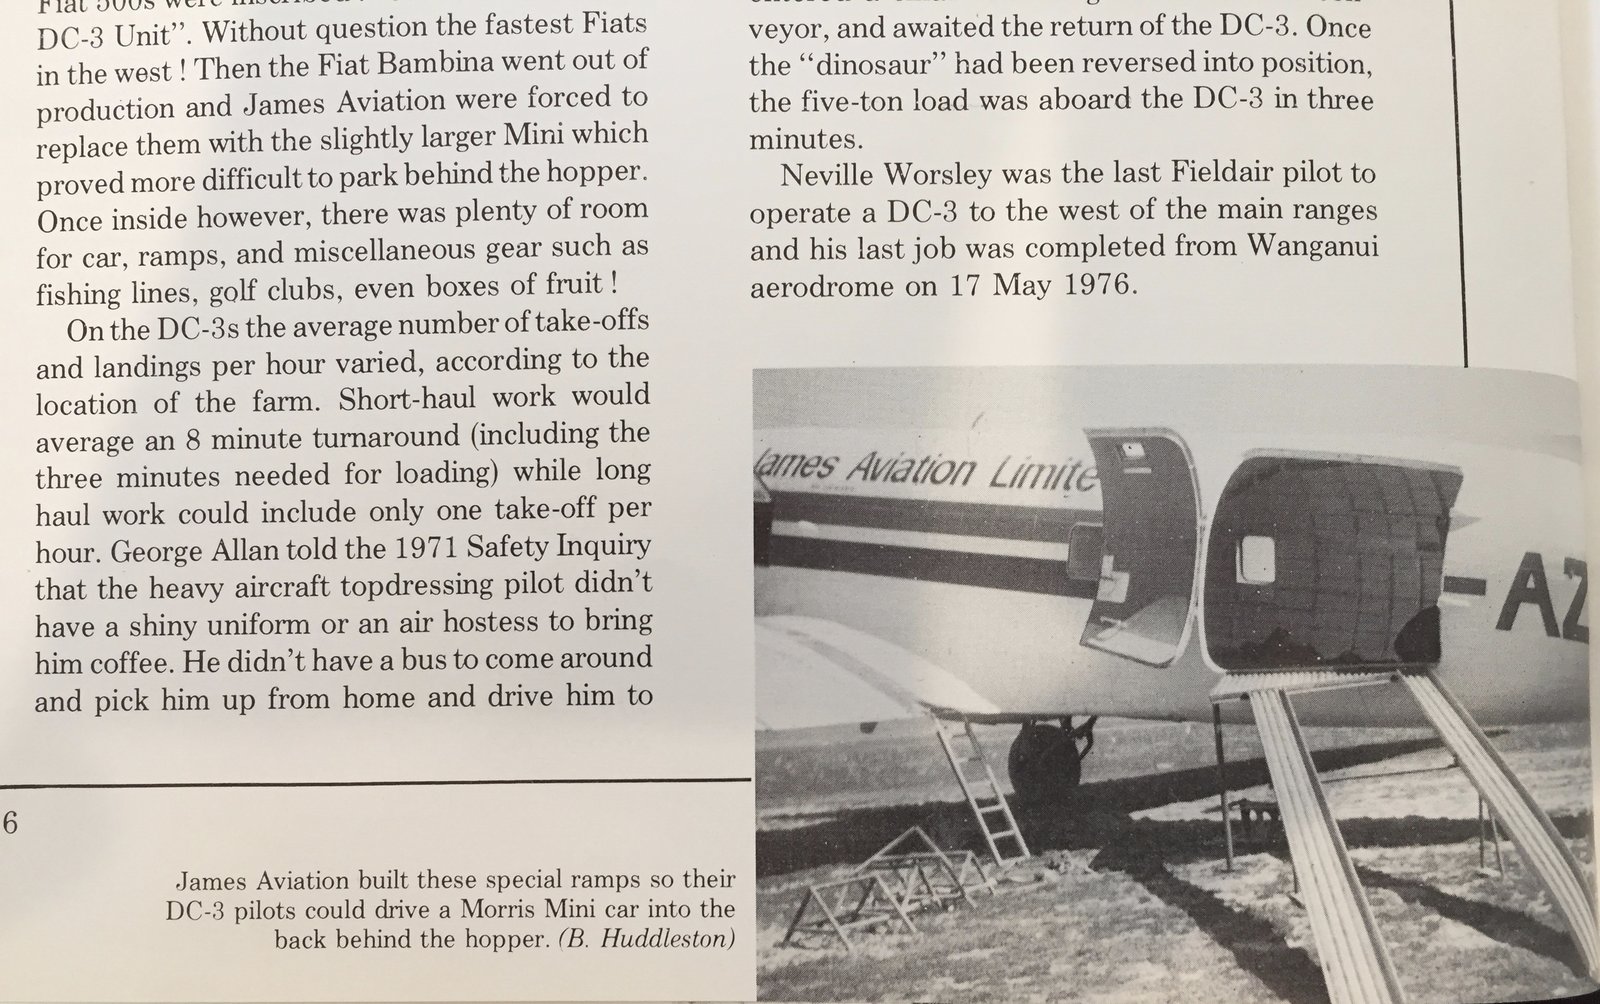 Fiat 500s were
DC-3 Unit”. Without question the fastest Fiats
in the west ! Then the Fiat Bambina went out of
production and James Aviation were forced to
replace them with the slightly larger Mini which
proved more difficult to park behind the hopper.
Once inside however, there was plenty of room
for car, ramps, and miscellaneous gear such as
fishing lines, golf clubs, even boxes of fruit !
On the DC-3s the average number of take-offs
and landings per hour varied, according to the
location of the farm. Short-haul work would
average an 8 minute turnaround (including the
three minutes needed for loading) while long
haul work could include only one take-off per
hour. George Allan told the 1971 Safety Inquiry
that the heavy aircraft topdressing pilot didn’t
have a shiny uniform or an air hostess to bring
him coffee. He didn’t have a bus to come around
and pick him up from home and drive him to
veyor, and awaited the return of the DC-3. Once
the “dinosaur” had been reversed into position,
the five-ton load was aboard the DC-3 in three
minutes.
Neville Worsley was the last Fieldair pilot to
operate a DC-3 to the west of the main ranges
and his last job was completed from Wanganui
aerodrome on 17 May 1976.
James Aviation Limite
-AZ
6
James Aviation built these special ramps so their
DC-3 pilots could drive a Morris Mini car into the
back behind the hopper. (B. Huddleston)